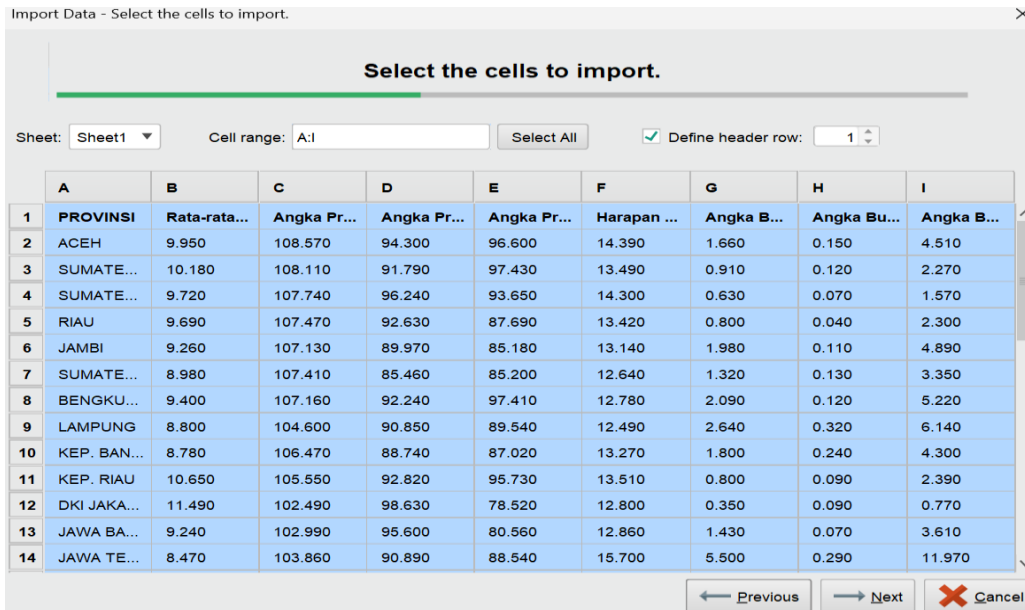 Import Data - Select the cells to import.
Select the cells to import.
Sheet: Sheet1 Cell range: A:I Select All Define header row: 1
A B C D E F G H I
1 PROVINSI Rata-rata... Angka Pr... Angka Pr... Angka Pr... Harapan ... Angka B... Angka Bu... Angka B...
2 ACEH 9.950 108.570 94.300 96.600 14.390 1.660 0.150 4.510
3 SUMATE... 10.180 108.110 91.790 97.430 13.490 0.910 0.120 2.270
4 SUMATE... 9.720 107.740 96.240 93.650 14.300 0.630 0.070 1.570
5 RIAU 9.690 107.470 92.630 87.690 13.420 0.800 0.040 2.300
6 JAMBI 9.260 107.130 89.970 85.180 13.140 1.980 0.110 4.890
7 SUMATE... 8.980 107.410 85.460 85.200 12.640 1.320 0.130 3.350
8 BENGKU... 9.400 107.160 92.240 97.410 12.780 2.090 0.120 5.220
9 LAMPUNG 8.800 104.600 90.850 89.540 12.490 2.640 0.320 6.140
10 KEP. BAN... 8.780 106.470 88.740 87.020 13.270 1.800 0.240 4.300
11 KEP. RIAU 10.650 105.550 92.820 95.730 13.510 0.800 0.090 2.390
12 DKI JAKA... 11.490 102.490 98.630 78.520 12.800 0.350 0.090 0.770
13 JAWA BA... 9.240 102.990 95.600 80.560 12.860 1.430 0.070 3.610
14 JAWA TE... 8.470 103.860 90.890 88.540 15.700 5.500 0.290 11.970
Previous Next Cancel